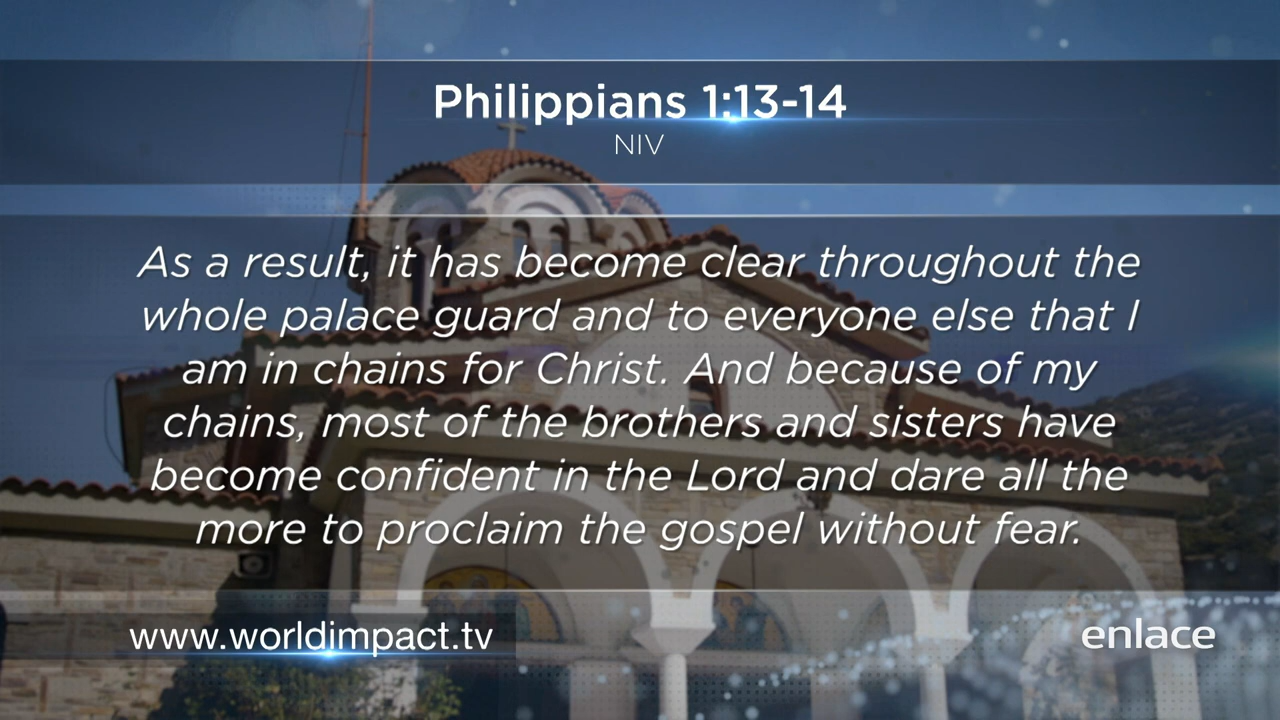 Philippians 1:13-14
NIV
As a result, it has become clear throughout the
whole palace guard and to everyone else that I
am in chains for Christ. And because of my
chains, most of the brothers and sisters have
become confident in the Lord and dare all the
more to proclaim the gospel without fear.
www.worldimpact.tv
enlace